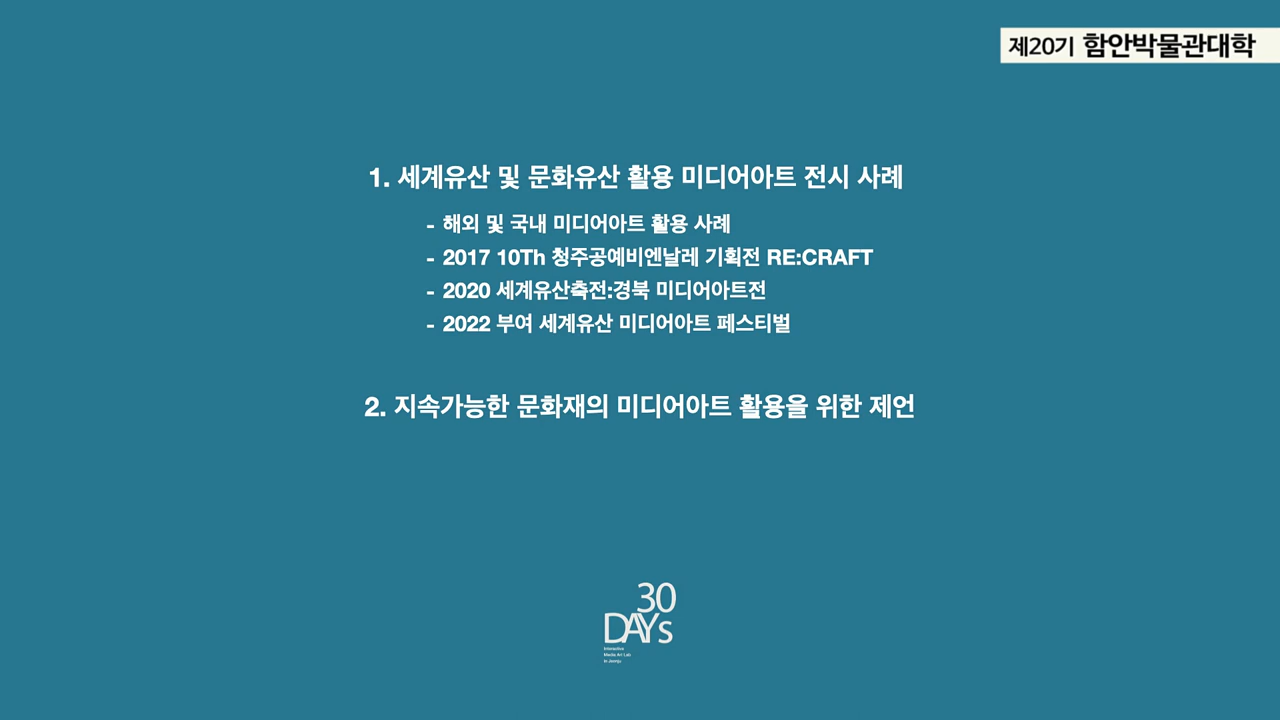 제20기 함안박물관대학
1. 세계유산 및 문화유산 활용 미디어아트 전시 사례
- 해외 및 국내 미디어아트 활용 사례
- 2017 10Th 청주공예비엔날레 기획전 RE:CRAFT
- 2020 세계유산축전:경북 미디어아트전
- 2022 부여 세계유산 미디어아트 페스티벌
2. 지속가능한 문화재의 미디어아트 활용을 위한 제언
30
DAYs
Interactive
Media Art Lab
In Jeonju